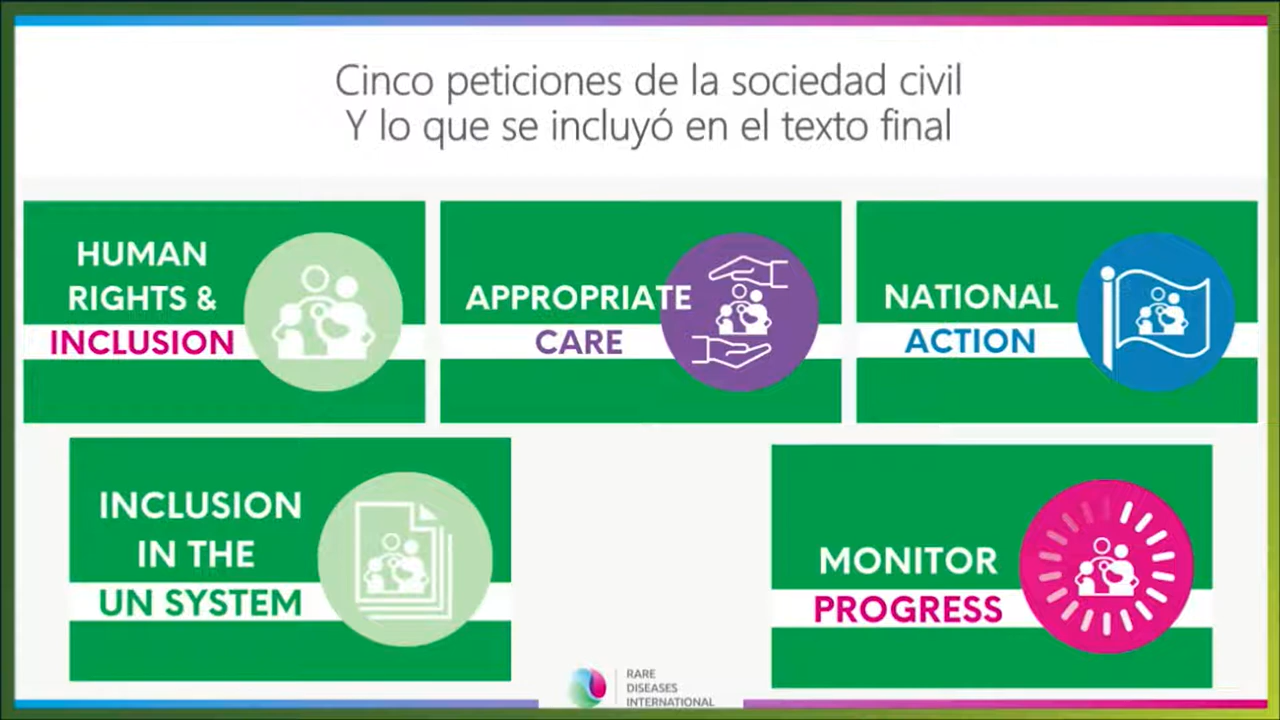 Cinco peticiones de la sociedad civil
Y lo que se incluyó en el texto final
HUMAN
RIGHTS &
INCLUSION
APPROPRIATE
CARE
NATIONAL
ACTION
INCLUSION
IN THE
UN SYSTEM
MONITOR
PROGRESS
RARE
DISEASES
INTERNATIONAL